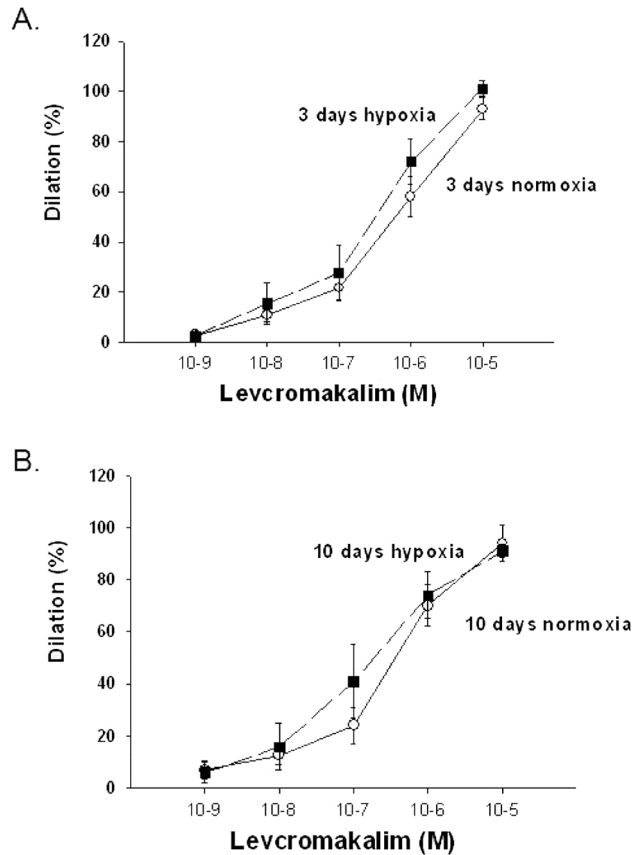 A.
120
100
80
60
40
20
0
Dilation (%)
3 days hypoxia
3 days normoxia
10-9 10-8 10-7 10-6 10-5
Levcromakalim (M)
B.
120
100
80
60
40
20
0
Dilation (%)
10 days hypoxia
10 days normoxia
10-9 10-8 10-7 10-6 10-5
Levcromakalim (M)